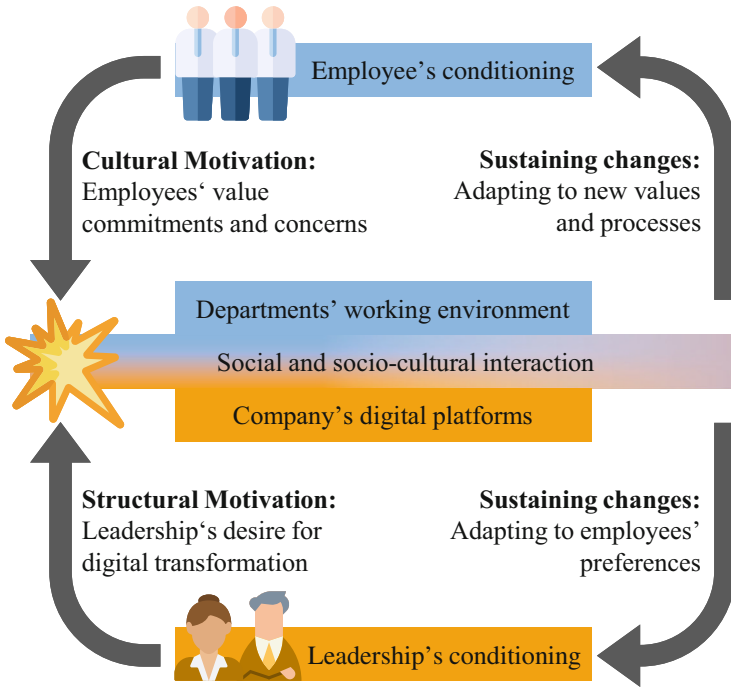 Employee’s conditioning
Cultural Motivation:
Employees‘ value
commitments and concerns
Sustaining changes:
Adapting to new values
and processes
Departments’ working environment
Social and socio-cultural interaction
Company’s digital platforms
Structural Motivation:
Leadership‘s desire for
digital transformation
Sustaining changes:
Adapting to employees’
preferences
Leadership’s conditioning